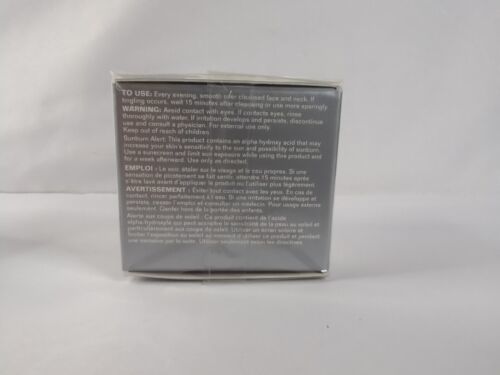 TO USE: Every evening, smooth over cleansed face and neck. If
tingling occurs, wait 15 minutes after cleansing or use more sparingly.
WARNING: Avoid contact with eyes. If contacts eyes, rinse
thoroughly with water. If irritation develops and persists, discontinue
use and consult a physician. For external use only.
Keep out of reach of children.
Sunburn Alert: This product contains an alpha hydroxy acid that may
increase your skin's sensitivity to the sun and possibility of sunburn.
Use a sunscreen and limit sun exposure while using this product and
for a week afterward. Use only as directed.
EMPLOI : Le soir, étaler sur le visage et le cou propres. Si une
sensation de picotement se fait sentir, attendre 15 minutes après
s'être lavé avant d'appliquer le produit ou l'utiliser plus légèrement.
AVERTISSEMENT : Éviter tout contact avec les yeux. En cas de
contact, rincer parfaitement à l'eau. Si une irritation se développe et
persiste, cesser l'emploi et consulter un médecin. Pour usage externe
seulement. Garder hors de la portée des enfants.
Alerte aux coups de soleil : Ce produit contient de l'acide
alpha-hydroxylé qui peut accroître la sensibilité de la peau au soleil et
particulièrement aux coups de soleil. Utiliser un écran solaire et
limiter l'exposition au soleil au moment d'utiliser ce produit et pendant
une semaine par la suite. Utiliser selon les directives